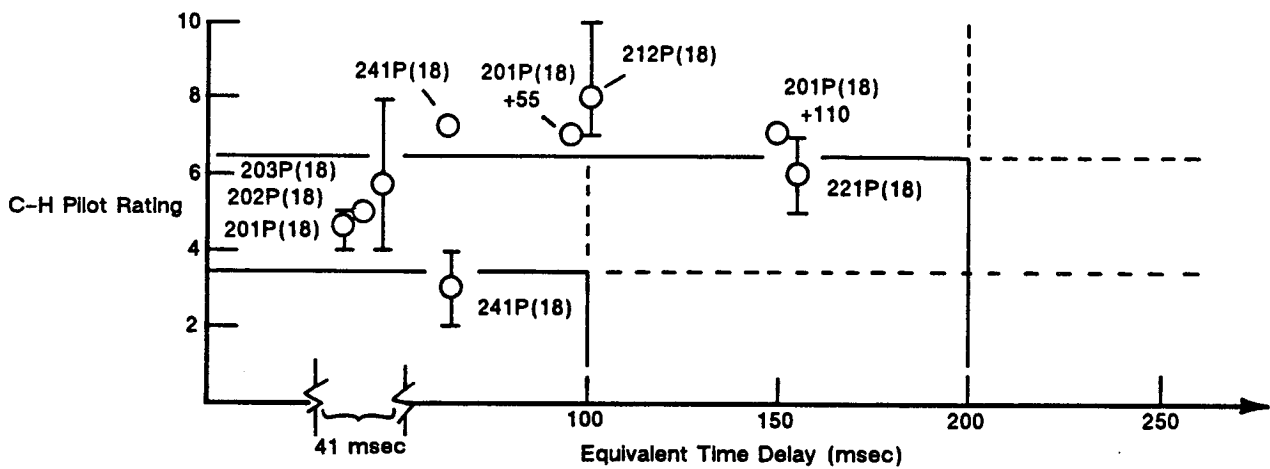 10
8
6
4
2
C-H Pilot Rating
241P(18)
201P(18)
+55
212P(18)
201P(18)
+110
203P(18)
202P(18)
201P(18)
221P(18)
241P(18)
41 msec
100
150
200
250
Equivalent Time Delay (msec)